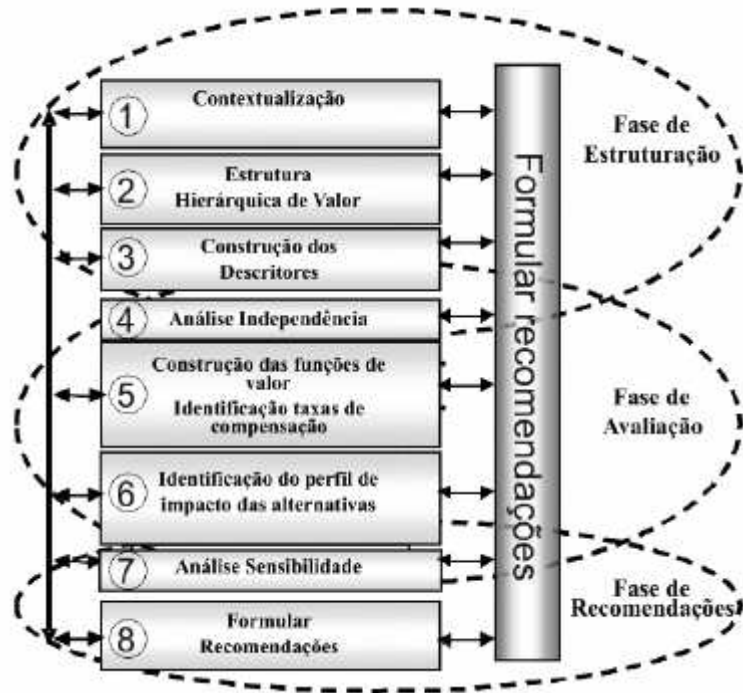 1
Contextualização
2
Estrutura
Hierárquica de Valor
3
Construção dos
Descritores
4
Análise Independência
5
Construção das funções de
valor
Identificação taxas de
compensação
6
Identificação do perfil de
impacto das alternativas
7
Análise Sensibilidade
8
Formular
Recomendações
Formular recomendações
Fase de
Estruturação
Fase de
Avaliação
Fase de
Recomendações